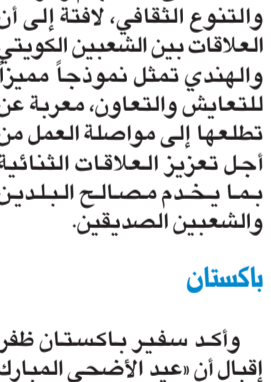 والتنوع الثقافي، لافتة إلى أن
العلاقات بين الشعبين الكويتي
والهندي تمثل نموذجاً مميزاً
للتعايش والتعاون، معربة عن
تطلعها إلى مواصلة العمل من
أجل تعزيز العلاقات الثنائية
بما يخدم مصالح البلدين
والشعبين الصديقين.
باكستان
وأكد سفير باكستان ظفر
إقبال أن «عيد الأضحى المبارك